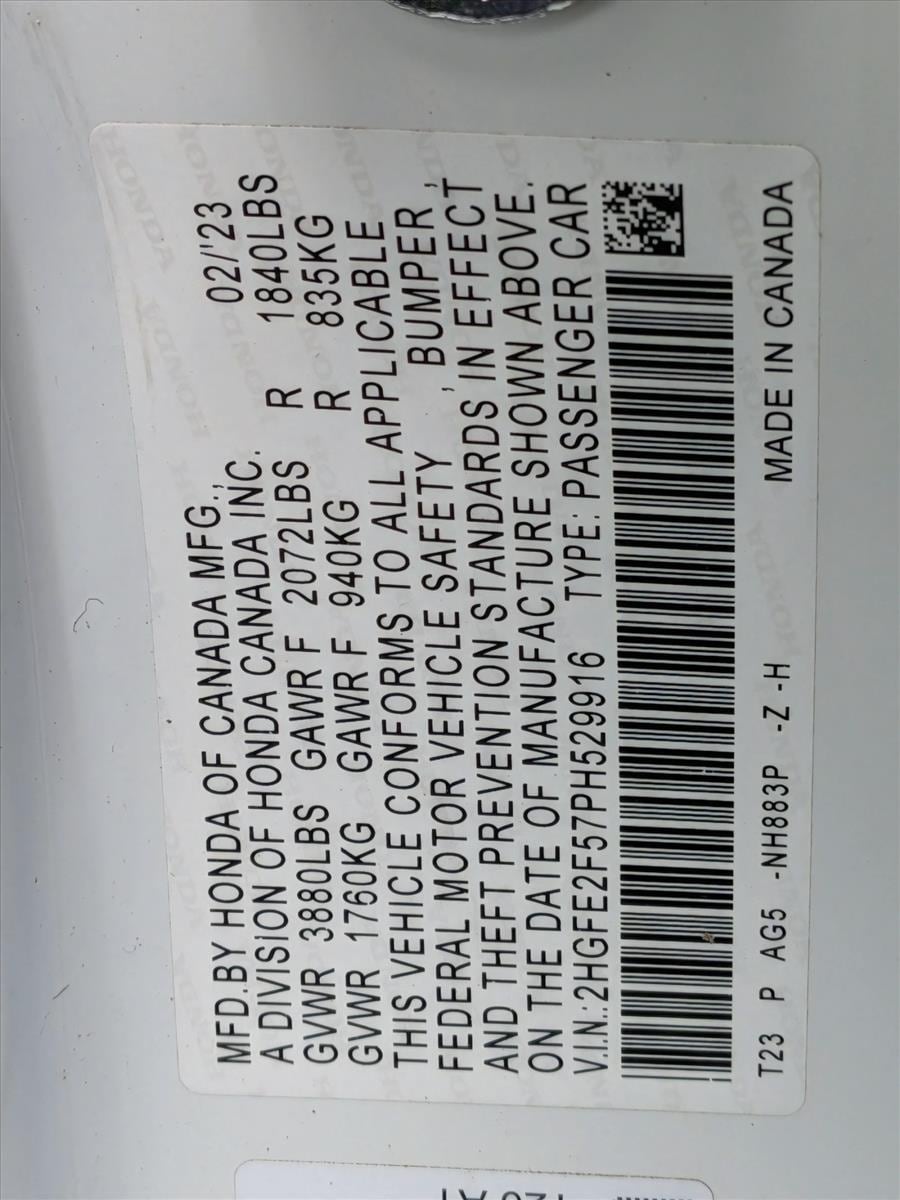 MFD.BY HONDA OF CANADA MFG., 02/'23
A DIVISION OF HONDA CANADA INC.
GVWR 3880LBS GAWR F 2072LBS R 1840LBS
GVWR 1760KG GAWR F 940KG R 835KG
THIS VEHICLE CONFORMS TO ALL APPLICABLE
FEDERAL MOTOR VEHICLE SAFETY , BUMPER ,
AND THEFT PREVENTION STANDARDS IN EFFECT
ON THE DATE OF MANUFACTURE SHOWN ABOVE.
V.I.N.:2HGFE2F57PH529916 TYPE: PASSENGER CAR
T23 P AG5 -NH883P -Z -H MADE IN CANADA